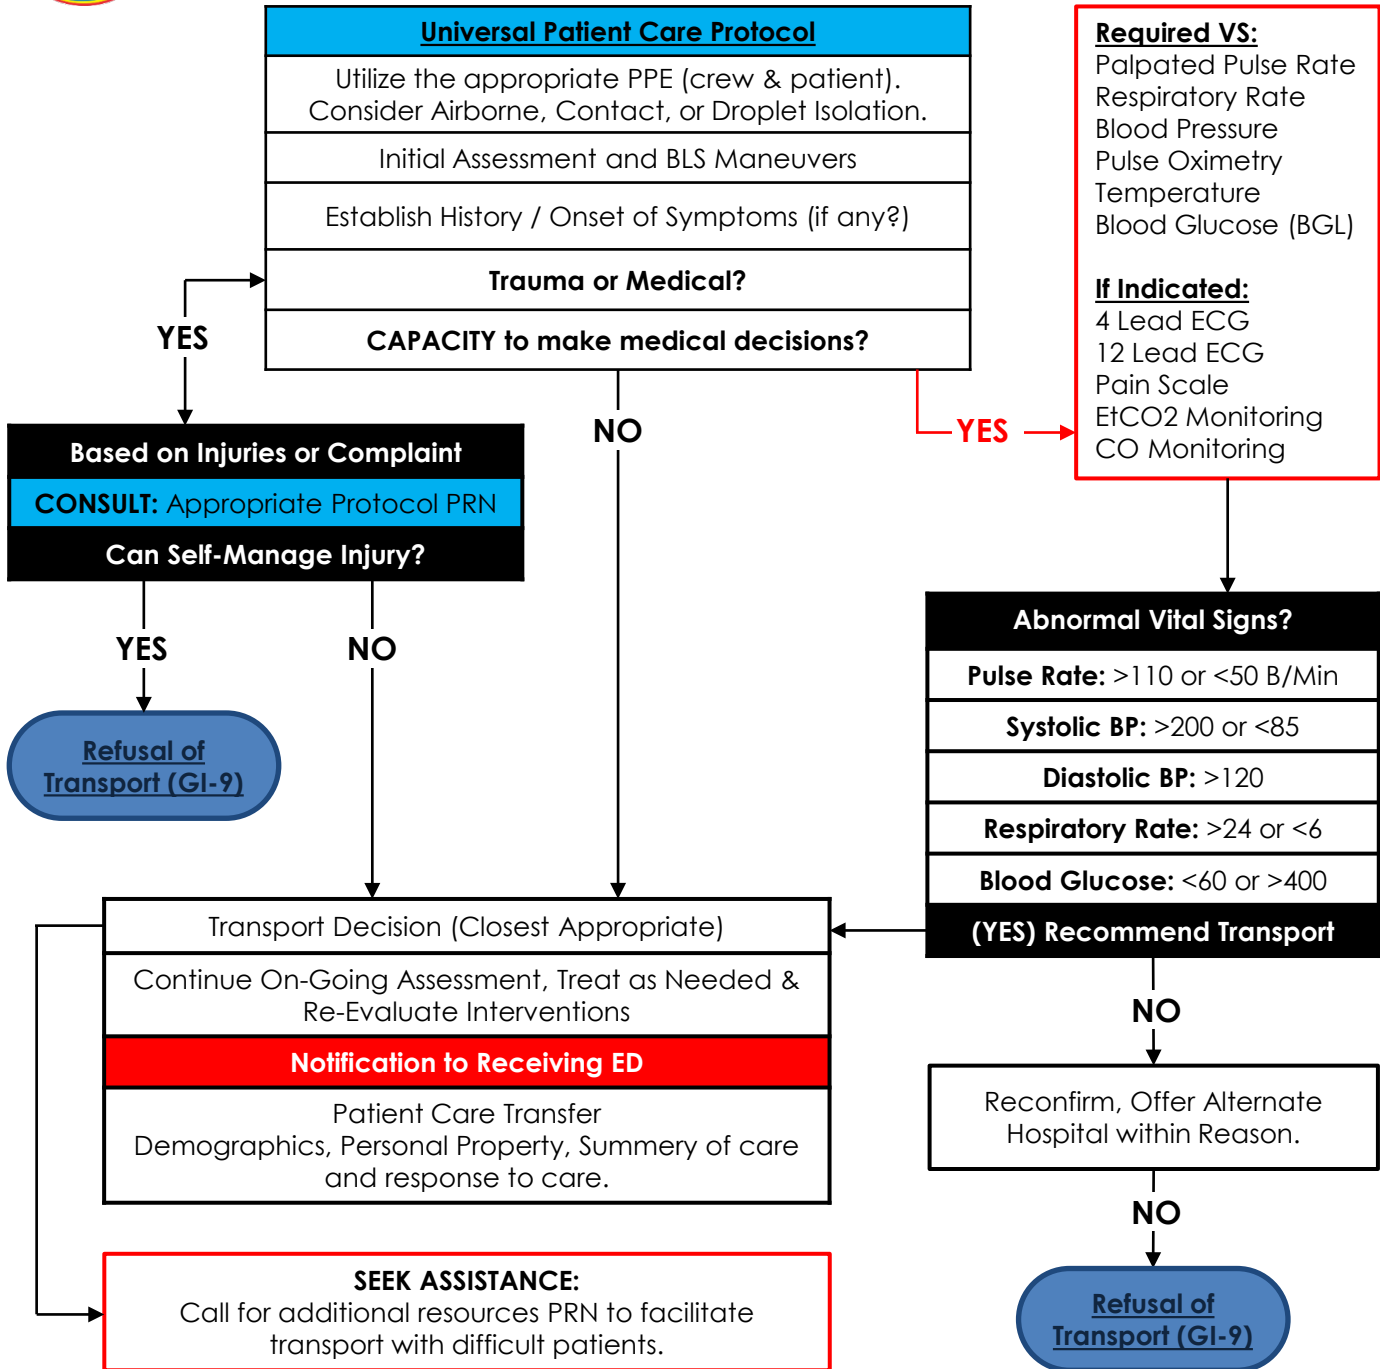 Universal Patient Care Protocol
Utilize the appropriate PPE (crew & patient).
Consider Airborne, Contact, or Droplet Isolation.
Initial Assessment and BLS Maneuvers
Establish History / Onset of Symptoms (if any?)
Trauma or Medical?
CAPACITY to make medical decisions?
Required VS:
Palpated Pulse Rate
Respiratory Rate
Blood Pressure
Pulse Oximetry
Temperature
Blood Glucose (BGL)
If Indicated:
4 Lead ECG
12 Lead ECG
Pain Scale
EtCO2 Monitoring
CO Monitoring
YES
NO
YES
Based on Injuries or Complaint
CONSULT: Appropriate Protocol PRN
Can Self-Manage Injury?
YES
NO
Refusal of
Transport (GI-9)
Abnormal Vital Signs?
Pulse Rate: >110 or <50 B/Min
Systolic BP: >200 or <85
Diastolic BP: >120
Respiratory Rate: >24 or <6
Blood Glucose: <60 or >400
(YES) Recommend Transport
Transport Decision (Closest Appropriate)
Continue On-Going Assessment, Treat as Needed &
Re-Evaluate Interventions
Notification to Receiving ED
Patient Care Transfer
Demographics, Personal Property, Summery of care
and response to care.
NO
Reconfirm, Offer Alternate
Hospital within Reason.
NO
Refusal of
Transport (GI-9)
SEEK ASSISTANCE:
Call for additional resources PRN to facilitate
transport with difficult patients.